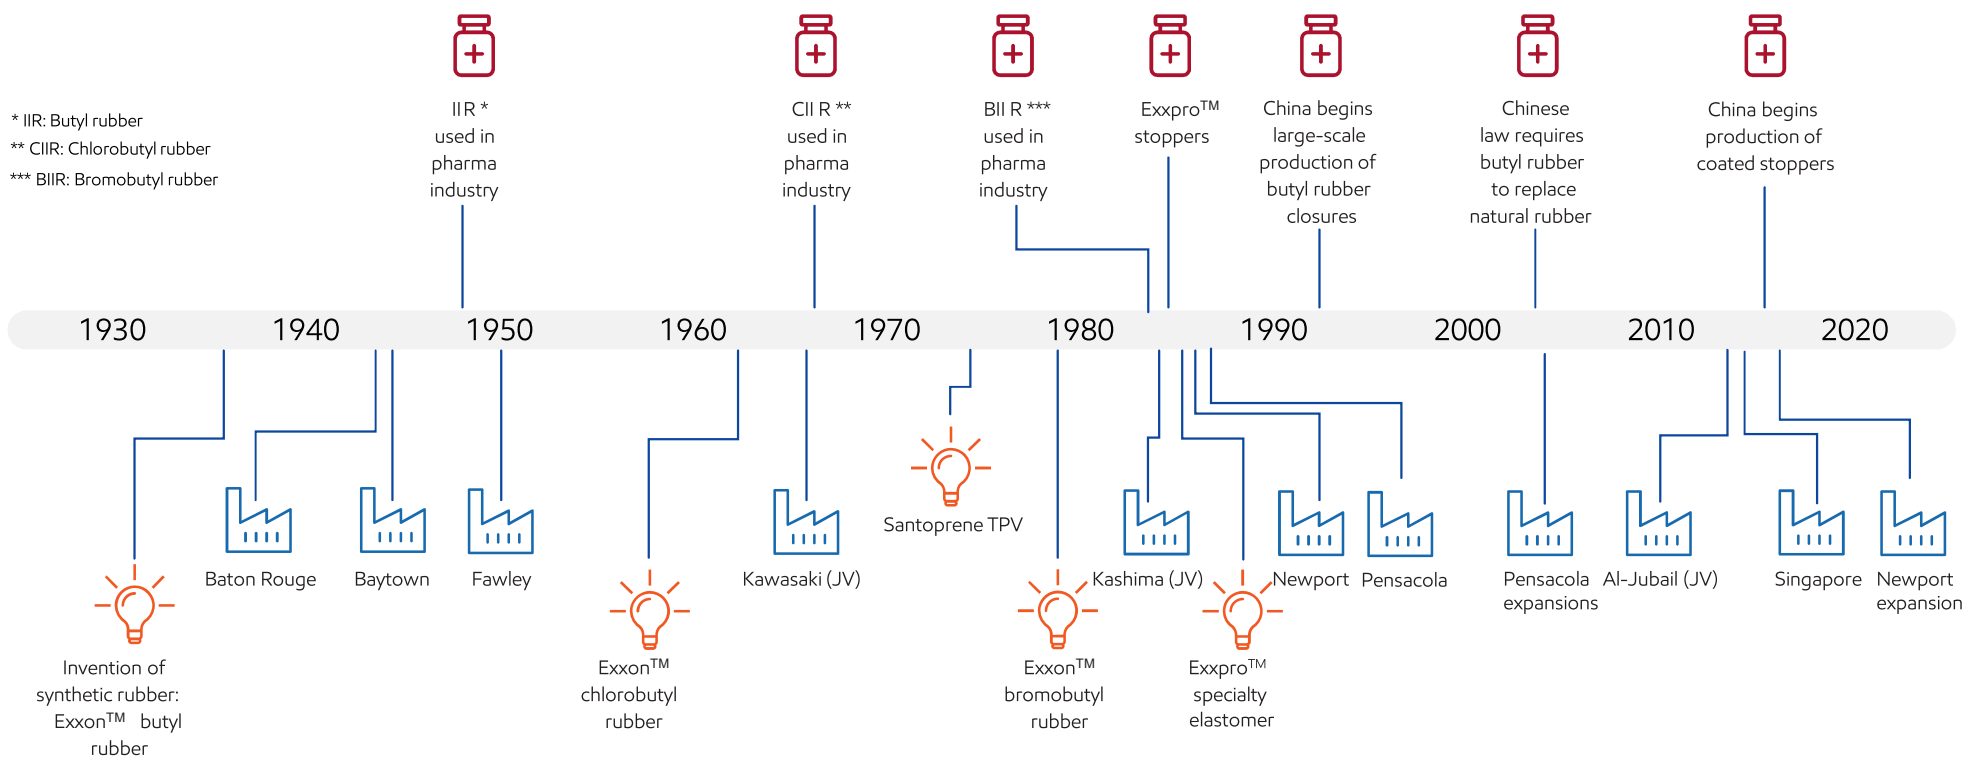 * IIR: Butyl rubber
** CIIR: Chlorobutyl rubber
*** BIIR: Bromobutyl rubber
IIR *
used in
pharma
industry
CII R **
used in
pharma
industry
BII R ***
used in
pharma
industry
Exxpro™
stoppers
China begins
large-scale
production of
butyl rubber
closures
Chinese
law requires
butyl rubber
to replace
natural rubber
China begins
production of
coated stoppers
1930 1940 1950 1960 1970 1980 1990 2000 2010 2020
Invention of
synthetic rubber:
Exxon™ butyl
rubber
Baton Rouge
Baytown
Fawley
Exxon™
chlorobutyl
rubber
Kawasaki (JV)
Santoprene TPV
Exxon™
bromobutyl
rubber
Kashima (JV)
Exxpro™
specialty
elastomer
Newport
Pensacola
Pensacola
expansions
Al-Jubail (JV)
Singapore
Newport
expansion